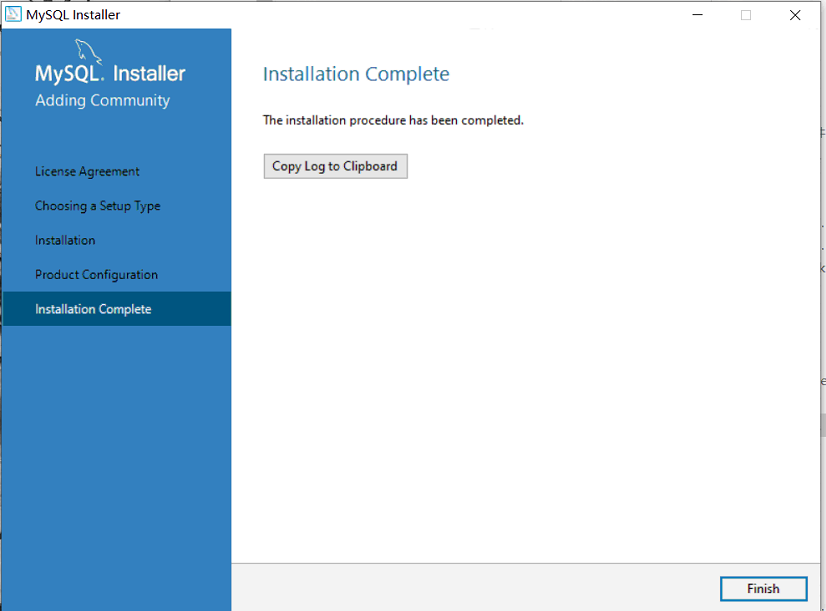 MySQL Installer
MySQL. Installer
Adding Community
License Agreement
Choosing a Setup Type
Installation
Product Configuration
Installation Complete
Installation Complete
The installation procedure has been completed.
Copy Log to Clipboard
Finish